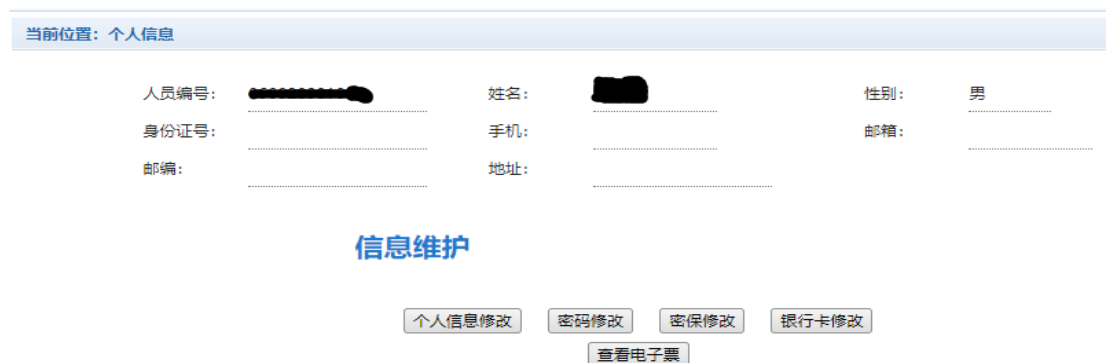 当前位置：个人信息
人员编号： 姓名： 性别： 男
身份证号： 手机： 邮箱：
邮编： 地址：
信息维护
个人信息修改 密码修改 密保修改 银行卡修改
查看电子票